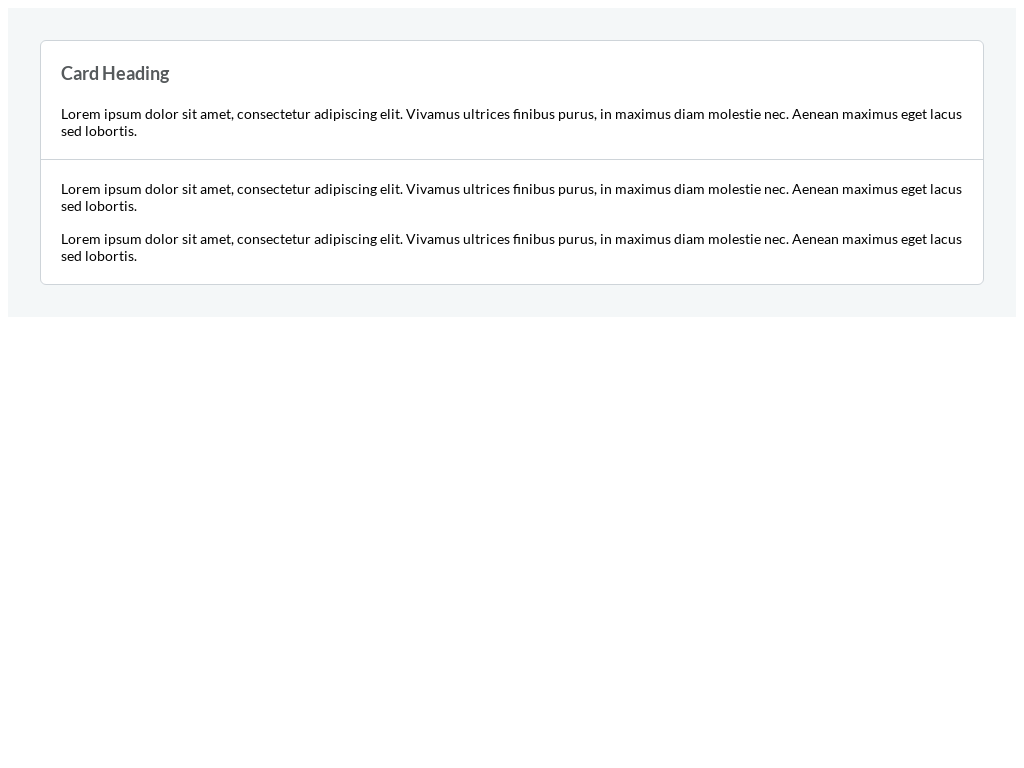 Card Heading
Lorem ipsum dolor sit amet, consectetur adipiscing elit. Vivamus ultrices finibus purus, in maximus diam molestie nec. Aenean maximus eget lacus
sed lobortis.
Lorem ipsum dolor sit amet, consectetur adipiscing elit. Vivamus ultrices finibus purus, in maximus diam molestie nec. Aenean maximus eget lacus
sed lobortis.
Lorem ipsum dolor sit amet, consectetur adipiscing elit. Vivamus ultrices finibus purus, in maximus diam molestie nec. Aenean maximus eget lacus
sed lobortis.